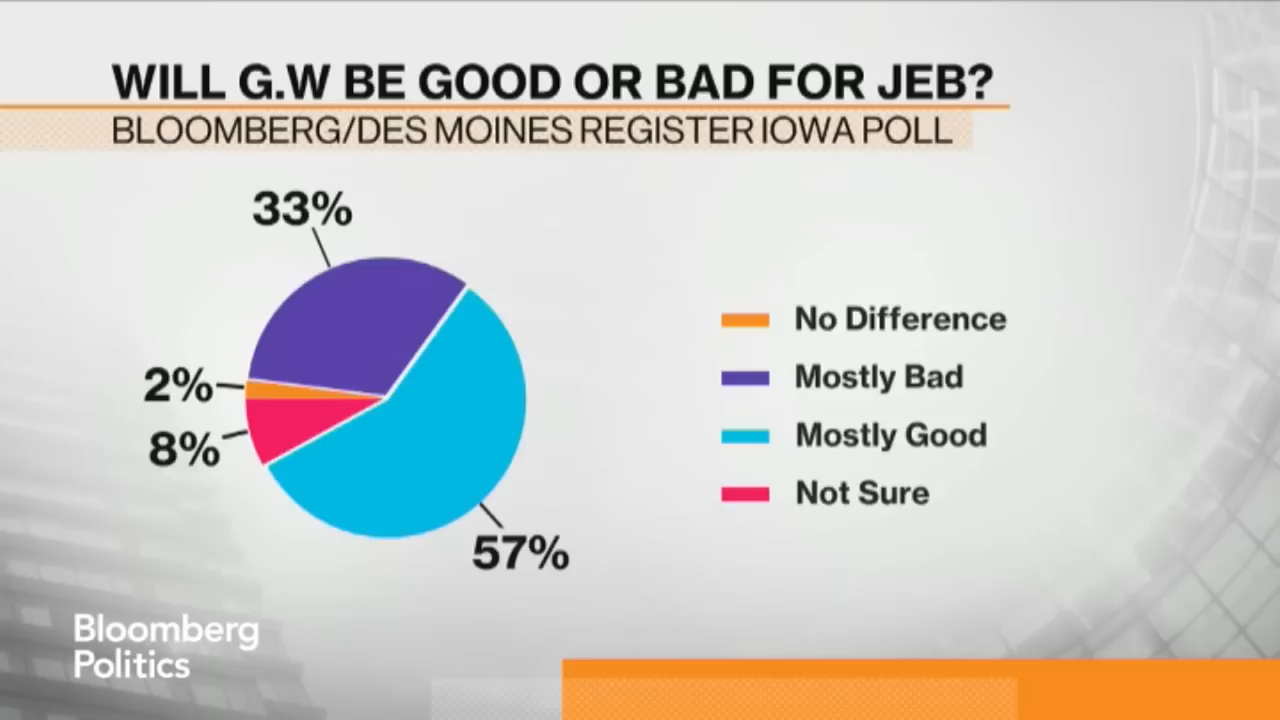 WILL G.W BE GOOD OR BAD FOR JEB?
BLOOMBERG/DES MOINES REGISTER IOWA POLL
33%
2%
8%
57%
No Difference
Mostly Bad
Mostly Good
Not Sure
Bloomberg
Politics